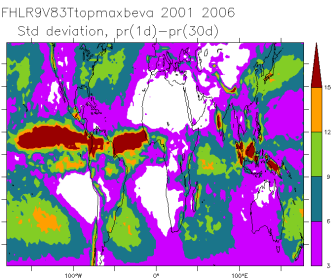 FHLR9V83Ttopmaxbeva 2001 2006
Std deviation, pr(1d)-pr(30d)
15
12
9
6
3
100°W
0°
100°E